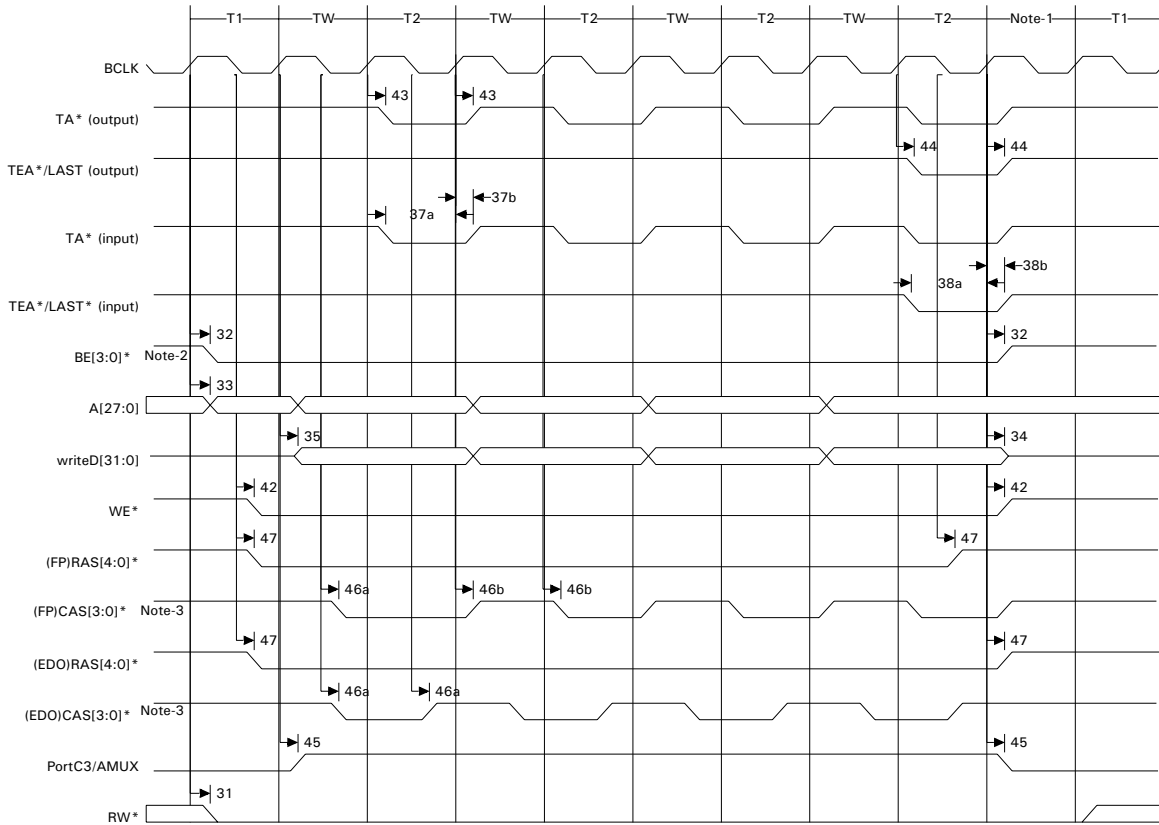 T1 TW T2 TW T2 TW T2 TW T2 Note-1 T1
BCLK
43 43
TA* (output)
44 44
TEA*/LAST (output)
37b
37a
TA* (input)
38b
38a
TEA*/LAST* (input)
32 32
BE[3:0]* Note-2
33
A[27:0]
35 34
writeD[31:0]
42 42
WE*
47 47
(FP)RAS[4:0]*
46a 46b 46b
(FP)CAS[3:0]* Note-3
47 47
(EDO)RAS[4:0]*
46a 46a
(EDO)CAS[3:0]* Note-3
45 45
PortC3/AMUX
31
RW*